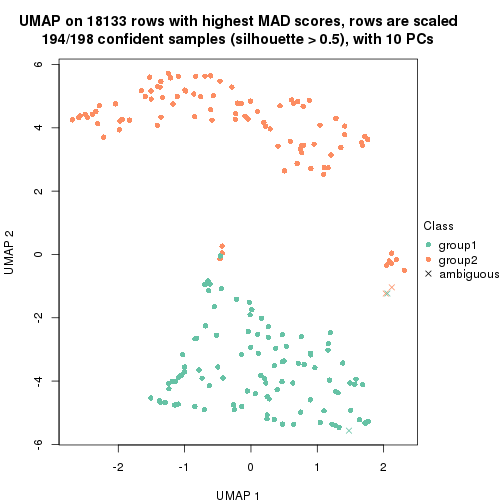 UMAP on 18133 rows with highest MAD scores, rows are scaled
194/198 confident samples (silhouette > 0.5), with 10 PCs
6
4
2
0
-2
-4
-6
UMAP 2
-2
-1
0
1
2
UMAP 1
Class
group1
group2
ambiguous